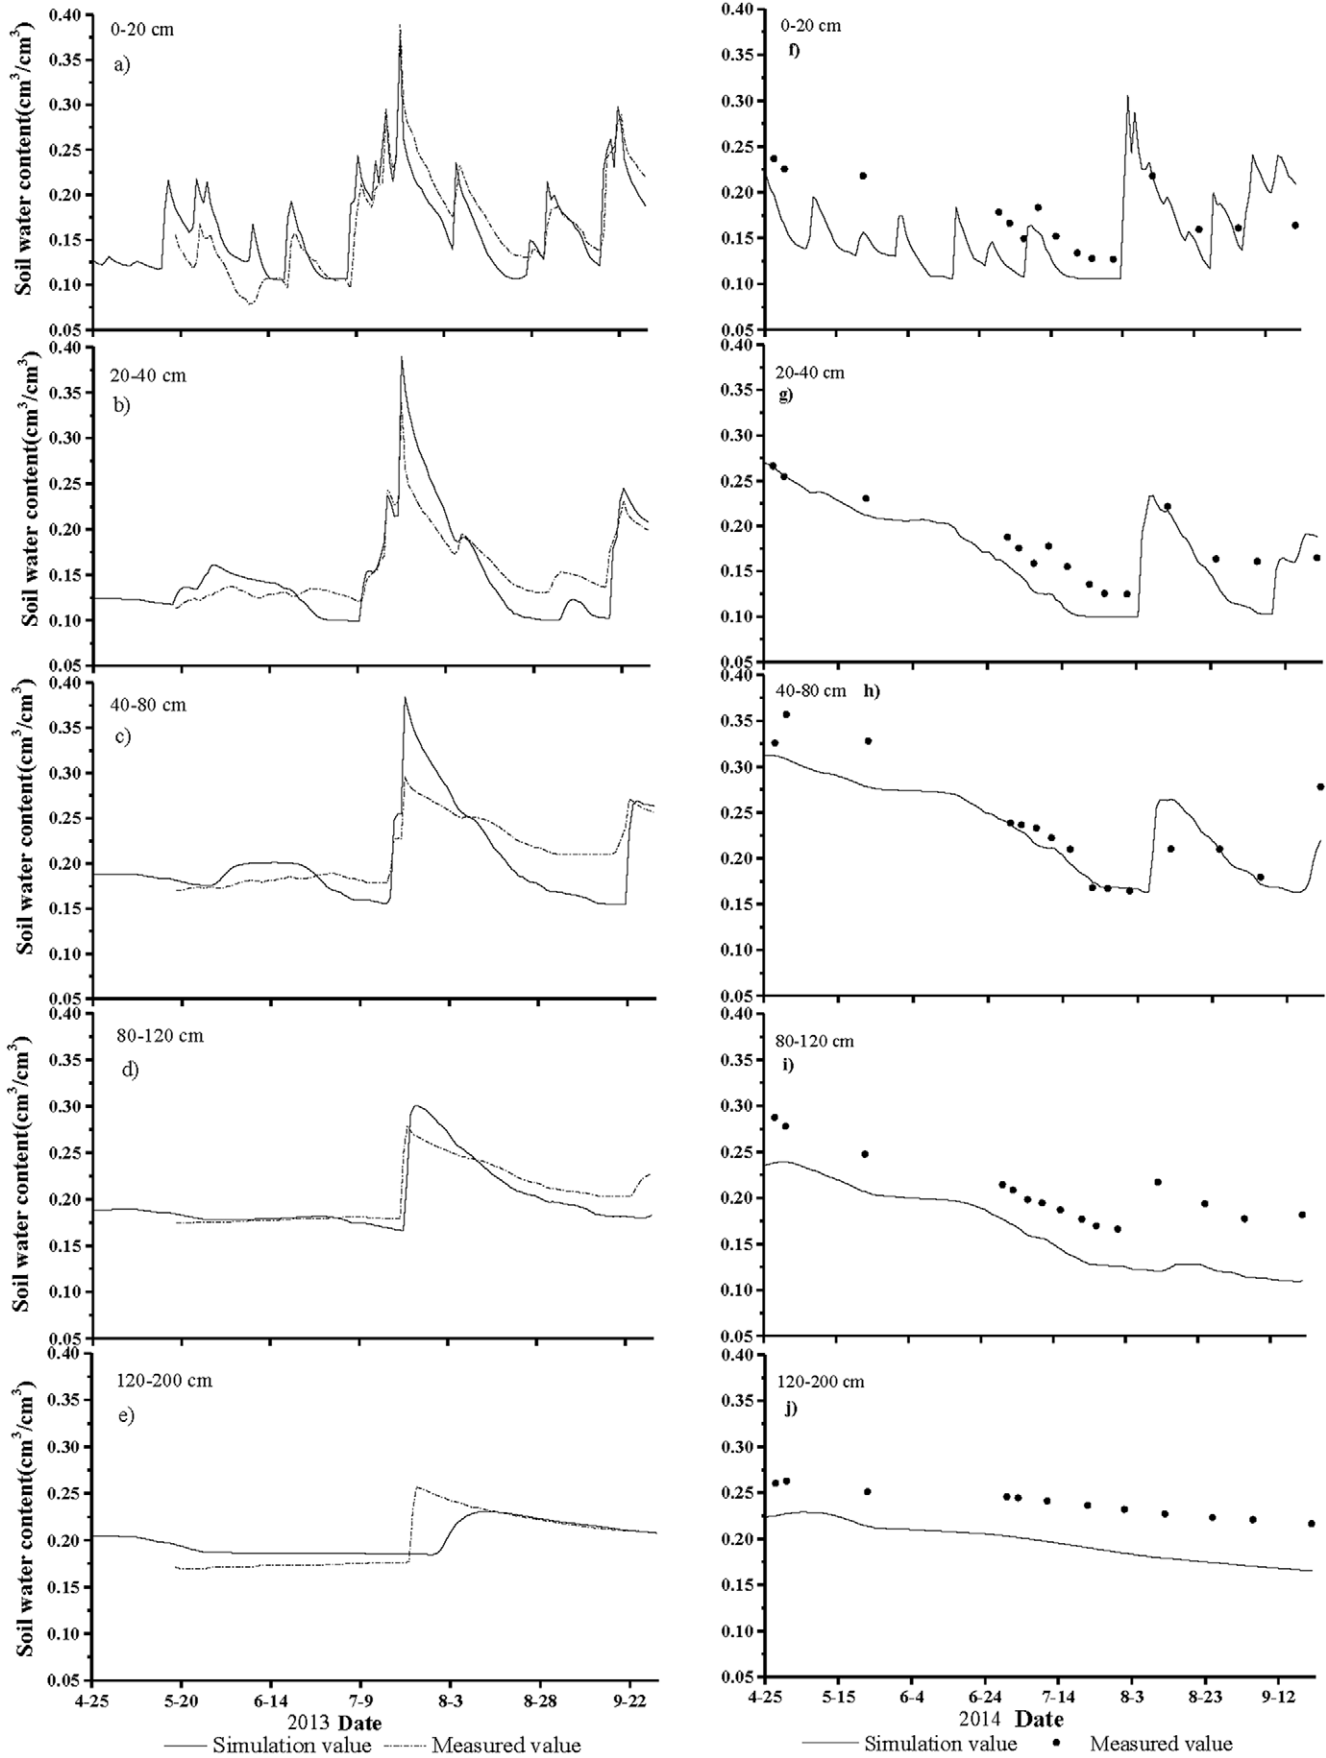 0.40
0.35
0.30
0.25
0.20
0.15
0.10
0.05
Soil water content(cm³/cm³)
0-20 cm
a)
0.40
0.35
0.30
0.25
0.20
0.15
0.10
0.05
Soil water content(cm³/cm³)
20-40 cm
b)
0.40
0.35
0.30
0.25
0.20
0.15
0.10
0.05
Soil water content(cm³/cm³)
40-80 cm
c)
0.40
0.35
0.30
0.25
0.20
0.15
0.10
0.05
Soil water content(cm³/cm³)
80-120 cm
d)
0.40
0.35
0.30
0.25
0.20
0.15
0.10
0.05
Soil water content(cm³/cm³)
120-200 cm
e)
4-25 5-20 6-14 7-9 8-3 8-28 9-22
2013 Date
Simulation value Measured value
0.40
0.35
0.30
0.25
0.20
0.15
0.10
0.05
0-20 cm
f)
0.40
0.35
0.30
0.25
0.20
0.15
0.10
0.05
20-40 cm
g)
0.40
0.35
0.30
0.25
0.20
0.15
0.10
0.05
40-80 cm h)
0.40
0.35
0.30
0.25
0.20
0.15
0.10
0.05
80-120 cm
i)
0.40
0.35
0.30
0.25
0.20
0.15
0.10
0.05
120-200 cm
j)
4-25 5-15 6-4 6-24 7-14 8-3 8-23 9-12
2014 Date
Simulation value Measured value